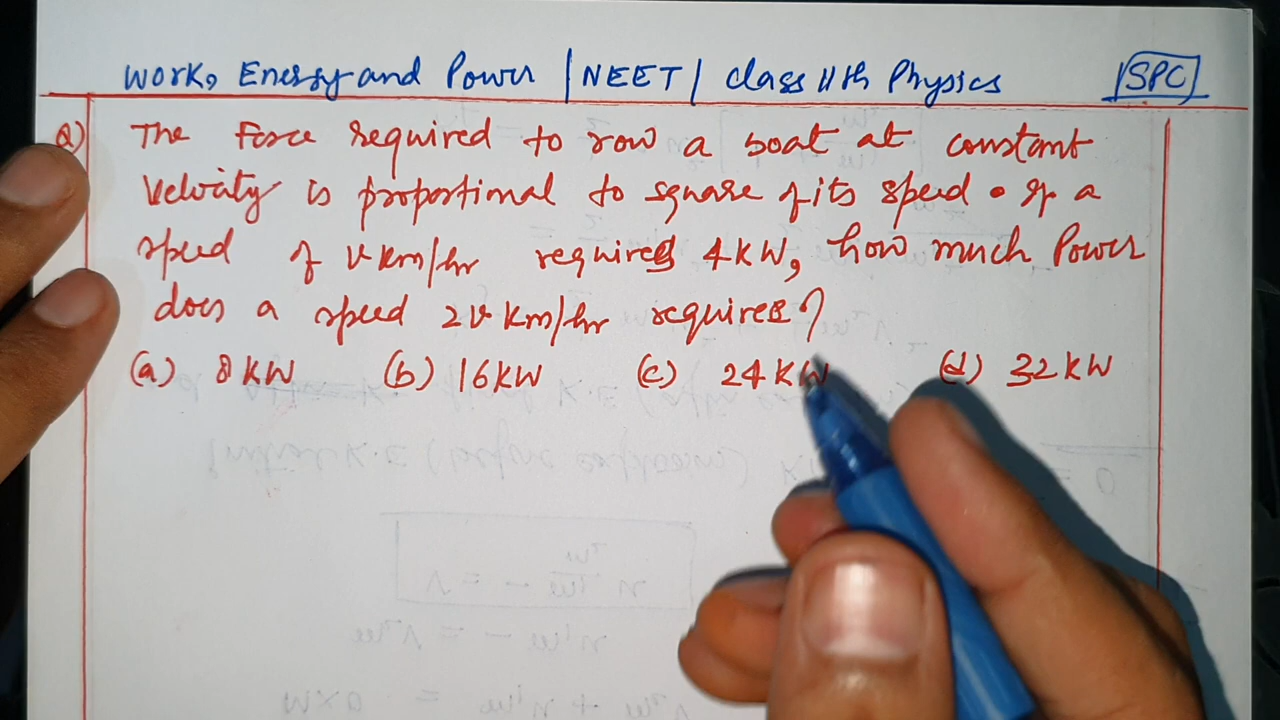 Work, Energy and Power | NEET | Class 11th Physics SPC
Q) The Force required to row a boat at constant
velocity is proportional to square of its speed. If a
speed of v km/hr requires 4 kW, how much Power
does a speed 2v km/hr require?
(a) 8 kW (b) 16 kW (c) 24 kW (d) 32 kW